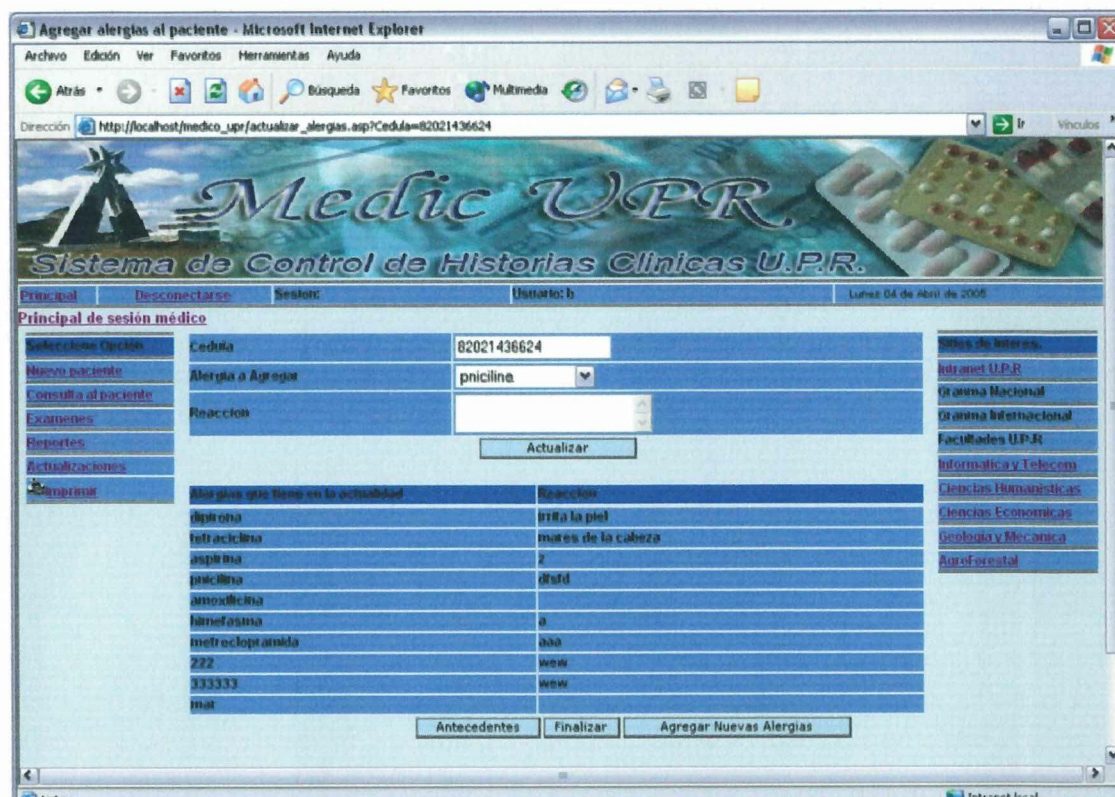 Agregar alergias al paciente - Microsoft Internet Explorer
Archivo Edición Ver Favoritos Herramientas Ayuda
Atrás Búsqueda Favoritos Multimedia
Dirección http://localhost/medico_upr/actualizar_alergias.asp?Cedula=82021436624 Ir Vínculos
Medic UPR
Sistema de Control de Historias Clinicas U.P.R.
Principal Desconectarse Sesion: Usuario: b Lunes 04 de Abril de 2005
Principal de sesión médico
Seleccione Opción
Nuevo paciente
Consulta al paciente
Examenes
Reportes
Actualizaciones
Imprimir
Cedula 82021436624
Alergia a Agregar pniciline
Reaccion
Actualizar
Alergias que tiene en la actualidad Reaccion
dipirona irrita la piel
tetraciclina mares de la cabeza
aspirina 2
pnicilina dfsfd
amoxilicina
himefasma a
metreclopramida aaa
222 wew
333333 wew
mar
Antecedentes Finalizar Agregar Nuevas Alergias
Sities de Interes.
Intranet U.P.R
Granma Nacional
Granma Internacional
Facultades U.P.R
Informatica y Telecom
Ciencias Humanisticas
Ciencias Economicas
Geologia y Mecanica
AgroForestal
Intranet local